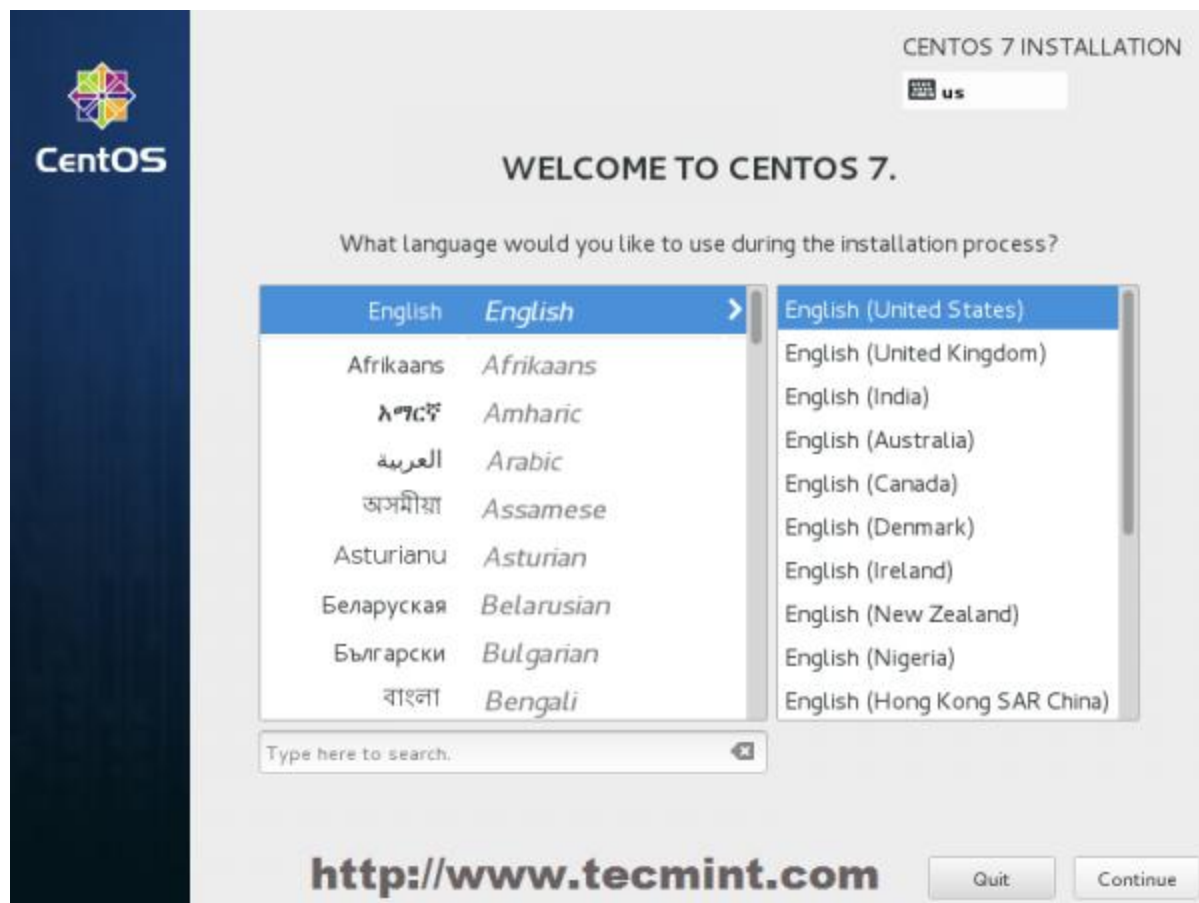 CENTOS 7 INSTALLATION
us
CentOS
WELCOME TO CENTOS 7.
What language would you like to use during the installation process?
English English
Afrikaans Afrikaans
አማርኛ Amharic
العربية Arabic
অসমীয়া Assamese
Asturianu Asturian
Беларуская Belarusian
Български Bulgarian
বাংলা Bengali
English (United States)
English (United Kingdom)
English (India)
English (Australia)
English (Canada)
English (Denmark)
English (Ireland)
English (New Zealand)
English (Nigeria)
English (Hong Kong SAR China)
Type here to search.
http://www.tecmint.com
Quit
Continue